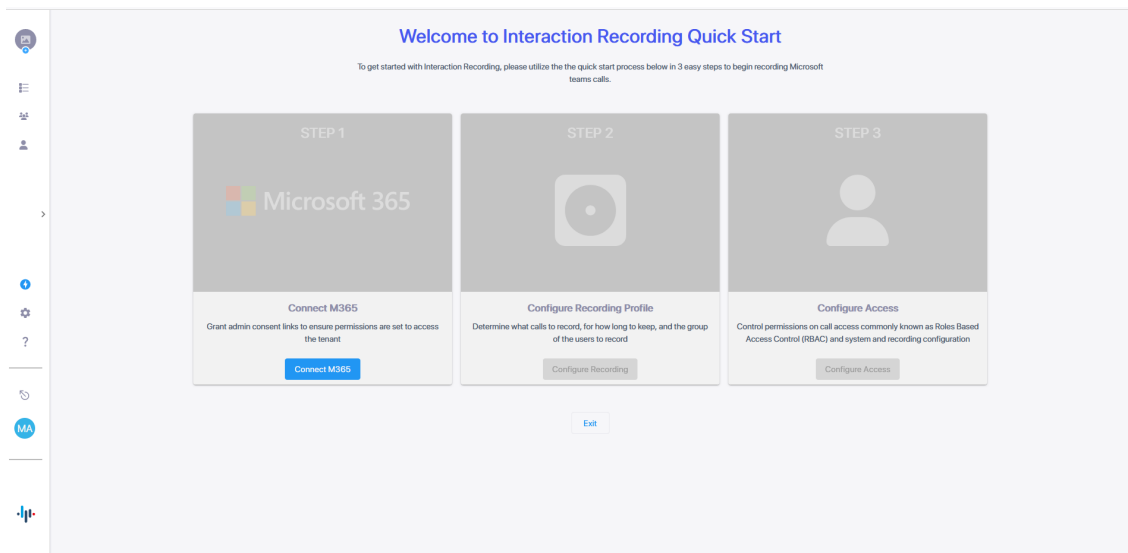 Welcome to Interaction Recording Quick Start
To get started with Interaction Recording, please utilize the the quick start process below in 3 easy steps to begin recording Microsoft
teams calls.
STEP 1
Microsoft 365
Connect M365
Grant admin consent links to ensure permissions are set to access
the tenant
Connect M365
STEP 2
Configure Recording Profile
Determine what calls to record, for how long to keep, and the group
of the users to record
Configure Recording
STEP 3
Configure Access
Control permissions on call access commonly known as Roles Based
Access Control (RBAC) and system and recording configuration
Configure Access
Exit
?
MA